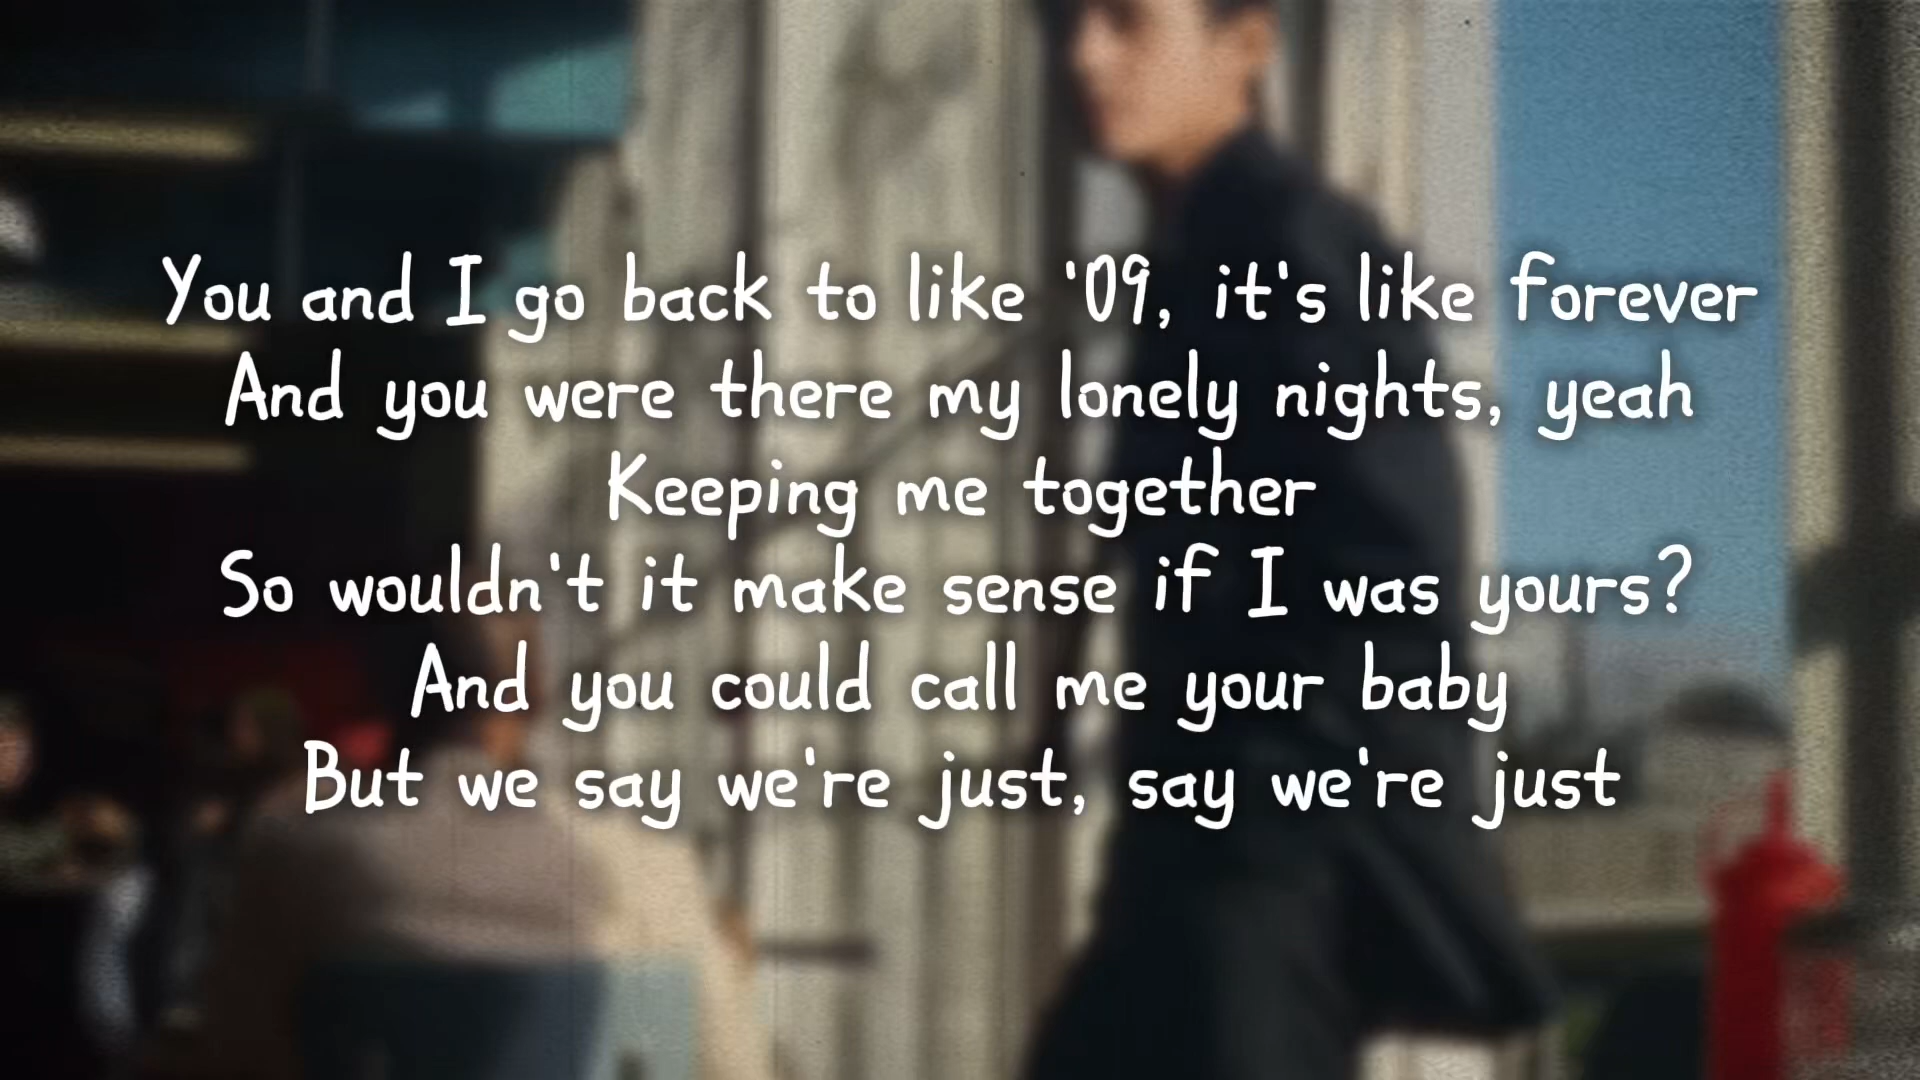 You and I go back to like '09, it's like forever
And you were there my lonely nights, yeah
Keeping me together
So wouldn't it make sense if I was yours?
And you could call me your baby
But we say we're just, say we're just